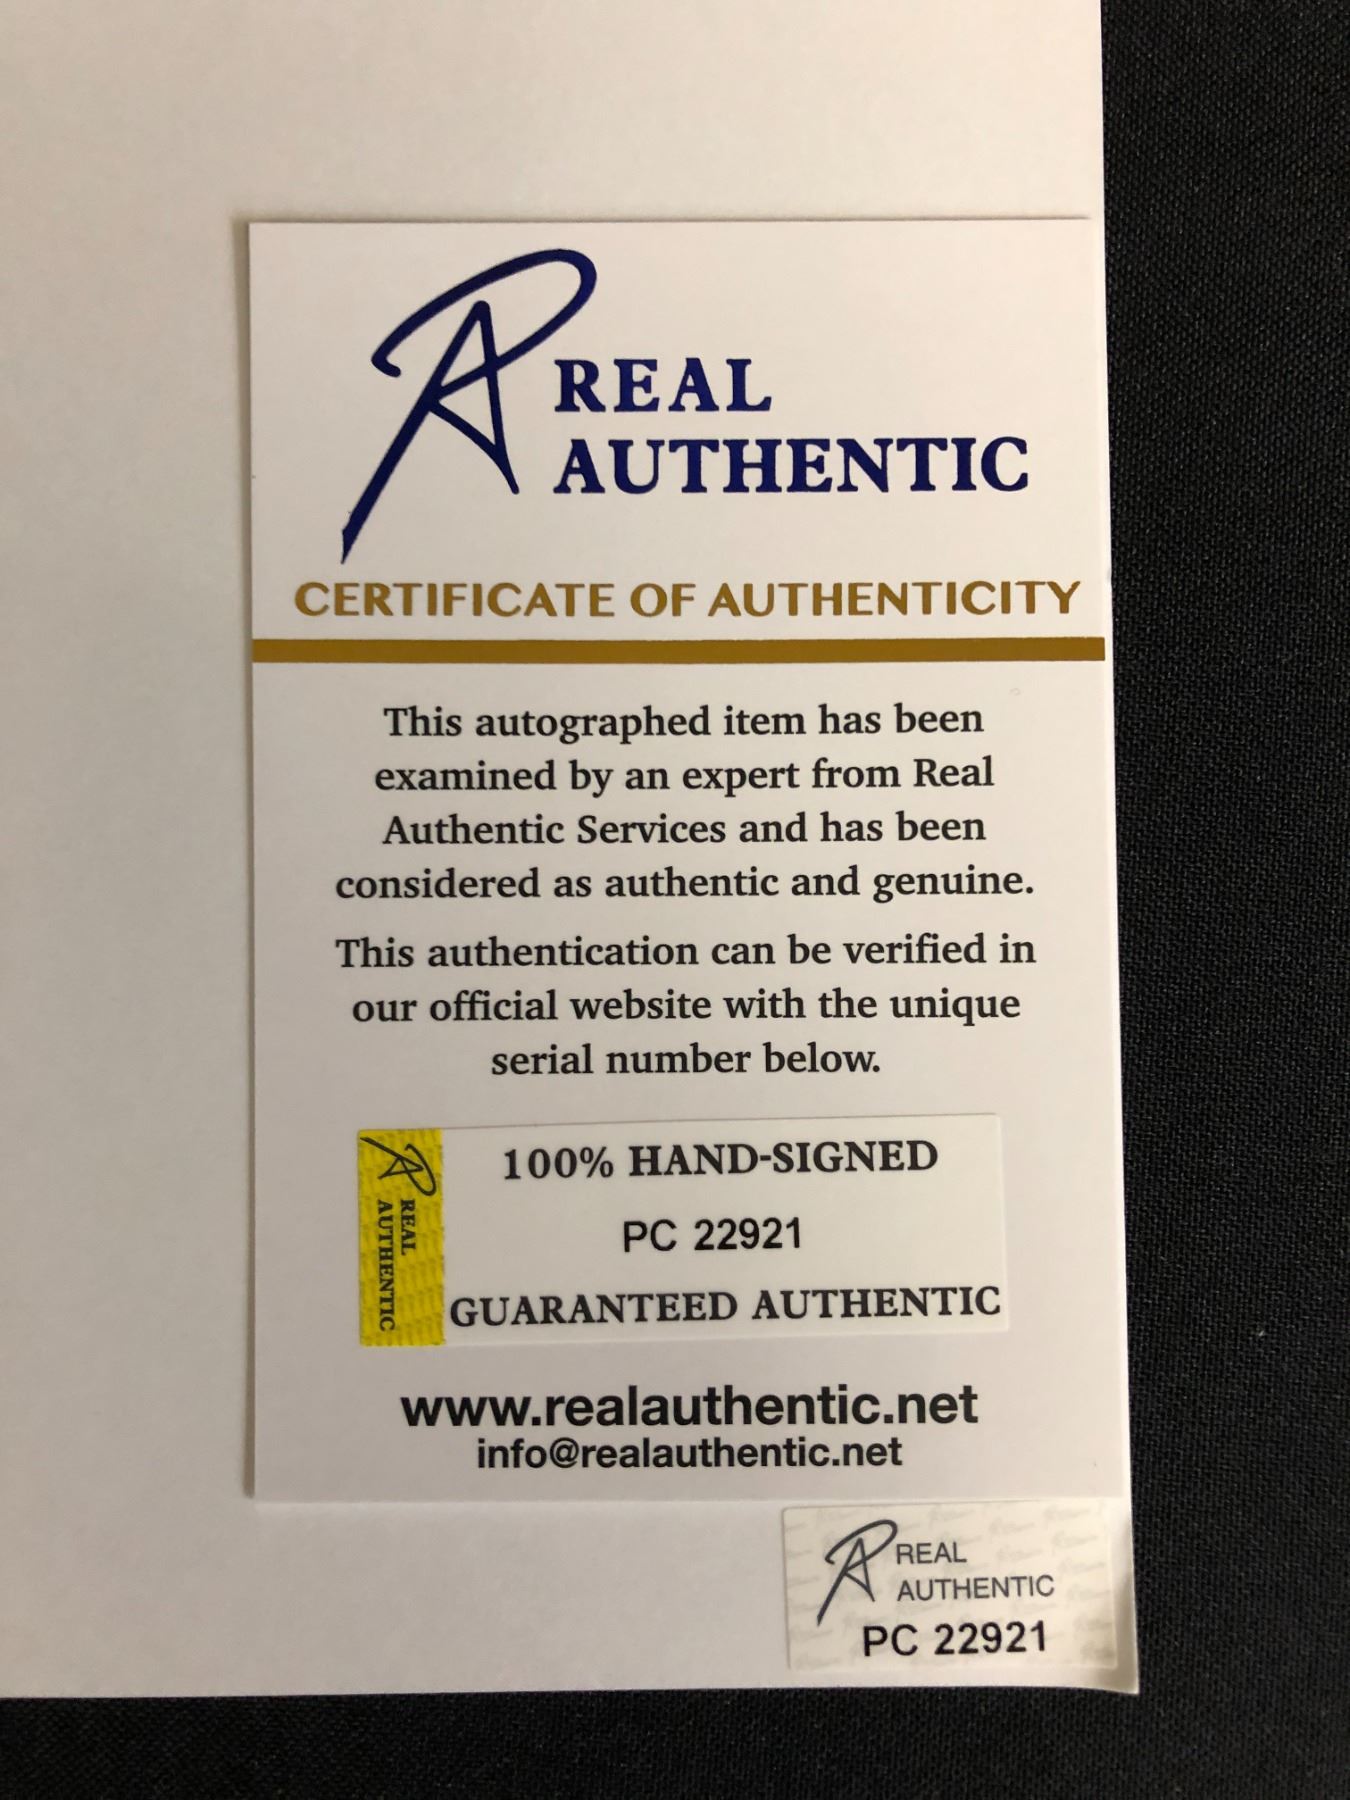 REAL
AUTHENTIC
CERTIFICATE OF AUTHENTICITY
This autographed item has been
examined by an expert from Real
Authentic Services and has been
considered as authentic and genuine.
This authentication can be verified in
our official website with the unique
serial number below.
REAL
AUTHENTIC
100% HAND-SIGNED
PC 22921
GUARANTEED AUTHENTIC
www.realauthentic.net
info@realauthentic.net
REAL
AUTHENTIC
PC 22921